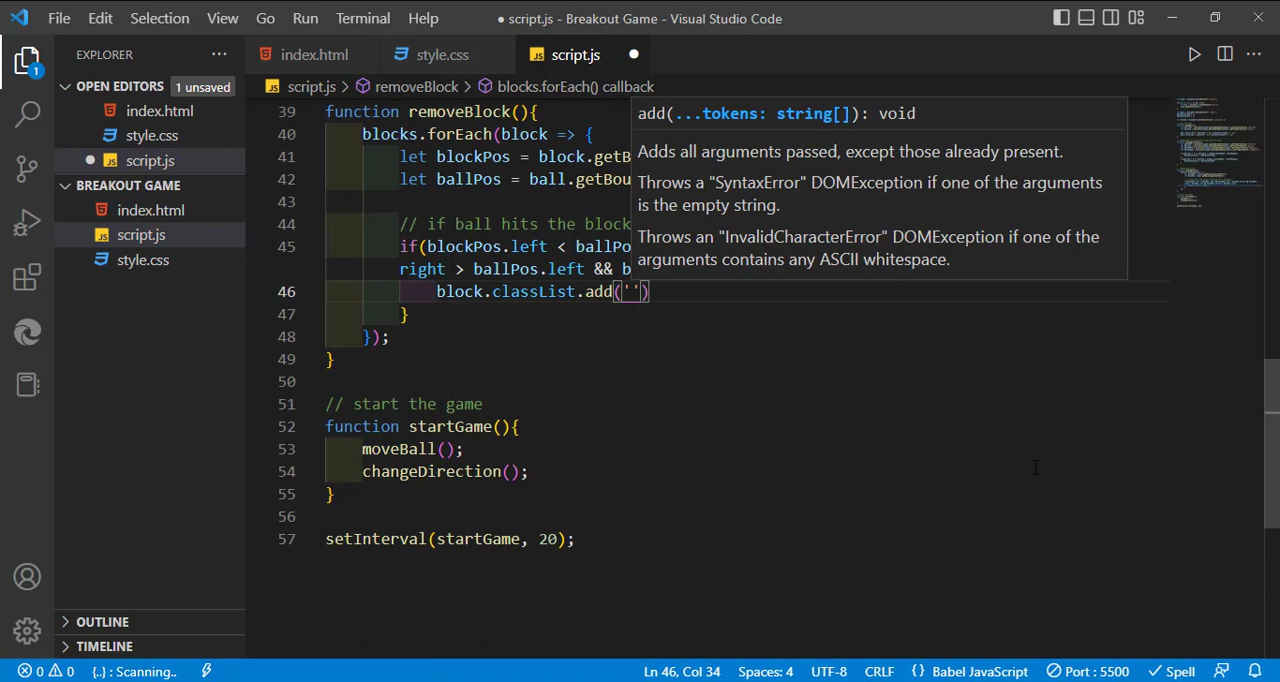 File Edit Selection View Go Run Terminal Help ● script.js - Breakout Game - Visual Studio Code
EXPLORER ...
index.html style.css JS script.js ●
OPEN EDITORS 1 unsaved
index.html
style.css
● JS script.js
BREAKOUT GAME
index.html
JS script.js
style.css
OUTLINE
TIMELINE
1
JS script.js > removeBlock > blocks.forEach() callback
39 function removeBlock(){
40 blocks.forEach(block => {
41 let blockPos = block.getB
42 let ballPos = ball.getBou
43
44 // if ball hits the block
45 if(blockPos.left < ballPo
right > ballPos.left && b
46 block.classList.add('')
47 }
48 });
49 }
50
51 // start the game
52 function startGame(){
53 moveBall();
54 changeDirection();
55 }
56
57 setInterval(startGame, 20);
add(...tokens: string[]): void
Adds all arguments passed, except those already present.
Throws a "SyntaxError" DOMException if one of the arguments
is the empty string.
Throws an "InvalidCharacterError" DOMException if one of the
arguments contains any ASCII whitespace.
0 0 {..} : Scanning.. Ln 46, Col 34 Spaces: 4 UTF-8 CRLF {} Babel JavaScript Port : 5500 Spell